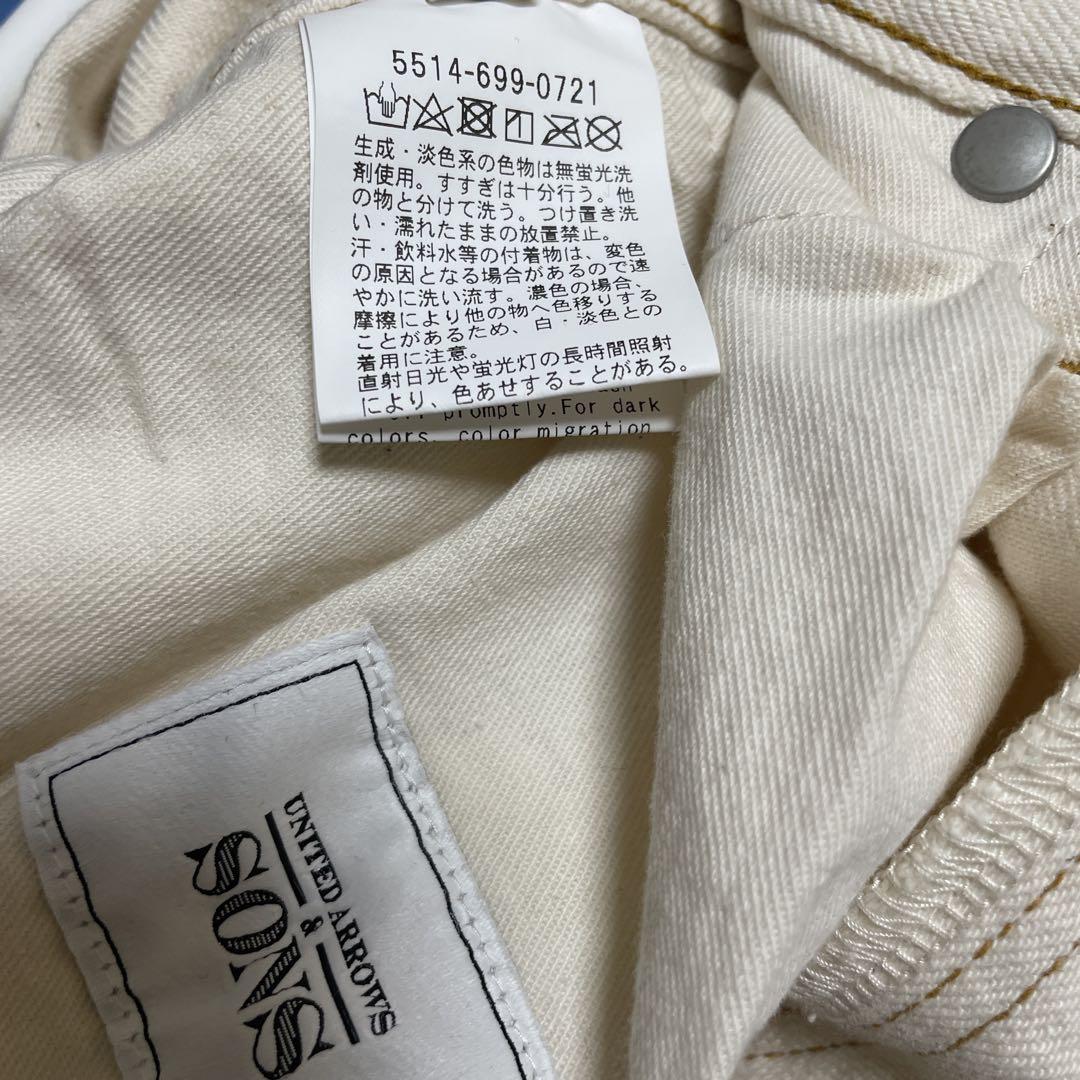 5514-699-0721
生成・淡色系の色物は無蛍光洗
剤使用。すすぎは十分行う。他
の物と分けて洗う。つけ置き洗
い・濡れたままの放置禁止。
汗・飲料水等の付着物は、変色
の原因となる場合があるので速
やかに洗い流す。濃色の場合、
摩擦により他の物へ色移りする
ことがあるため、白・淡色との
着用に注意。
直射日光や蛍光灯の長時間照射
により、色あせすることがある。
promptly.For dark
colors, color migration
UNITED ARROWS
&
SONS